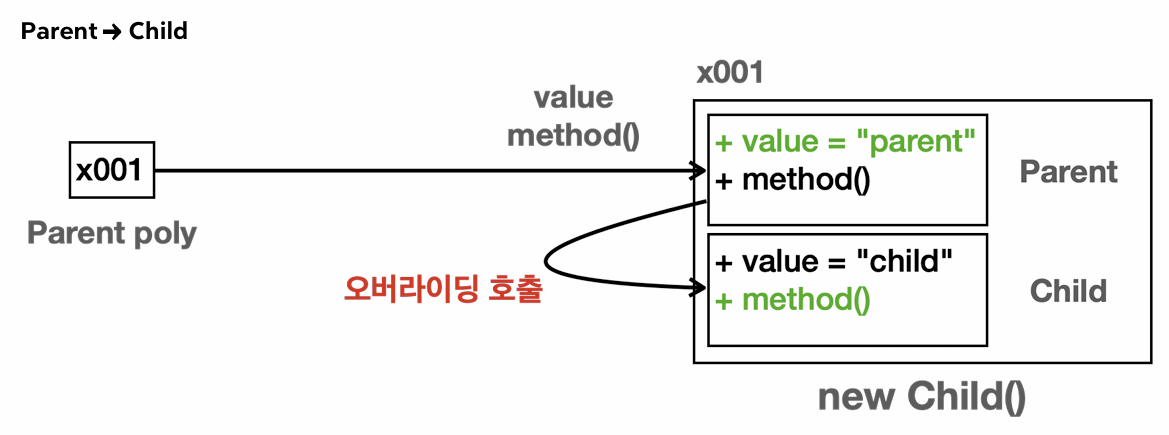 Parent → Child
x001
value
method()
x001
+ value = "parent"
+ method()
Parent
Parent poly
+ value = "child"
+ method()
Child
오버라이딩 호출
new Child()